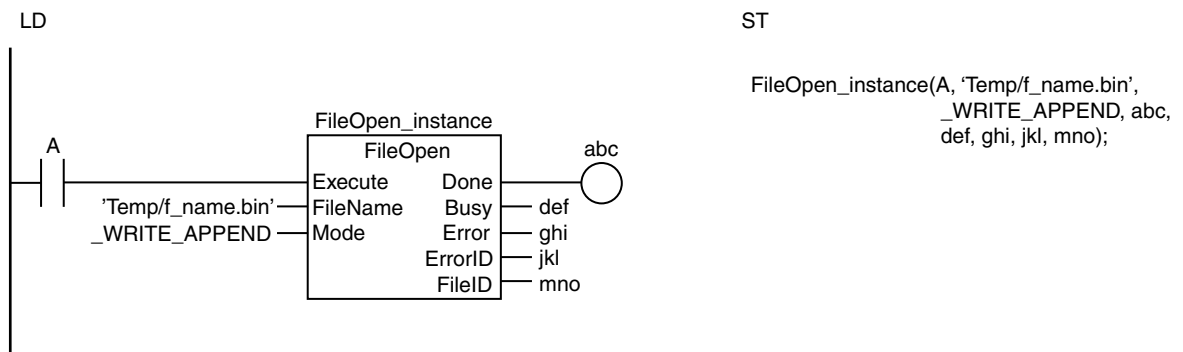 LD
ST
FileOpen_instance(A, ‘Temp/f_name.bin’,
_WRITE_APPEND, abc,
def, ghi, jkl, mno);
FileOpen_instance
A
FileOpen
abc
Execute Done
’Temp/f_name.bin’ FileName Busy def
_WRITE_APPEND Mode Error ghi
ErrorID jkl
FileID mno